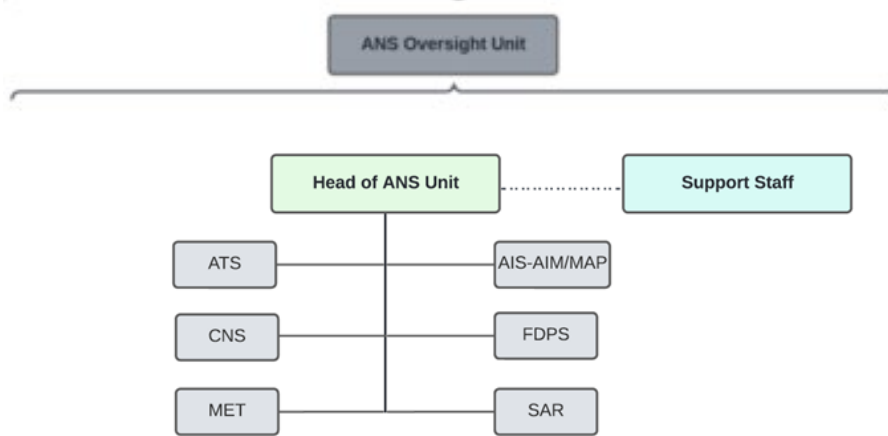 ANS Oversight Unit
Head of ANS Unit
Support Staff
ATS
AIS-AIM/MAP
CNS
FDPS
MET
SAR